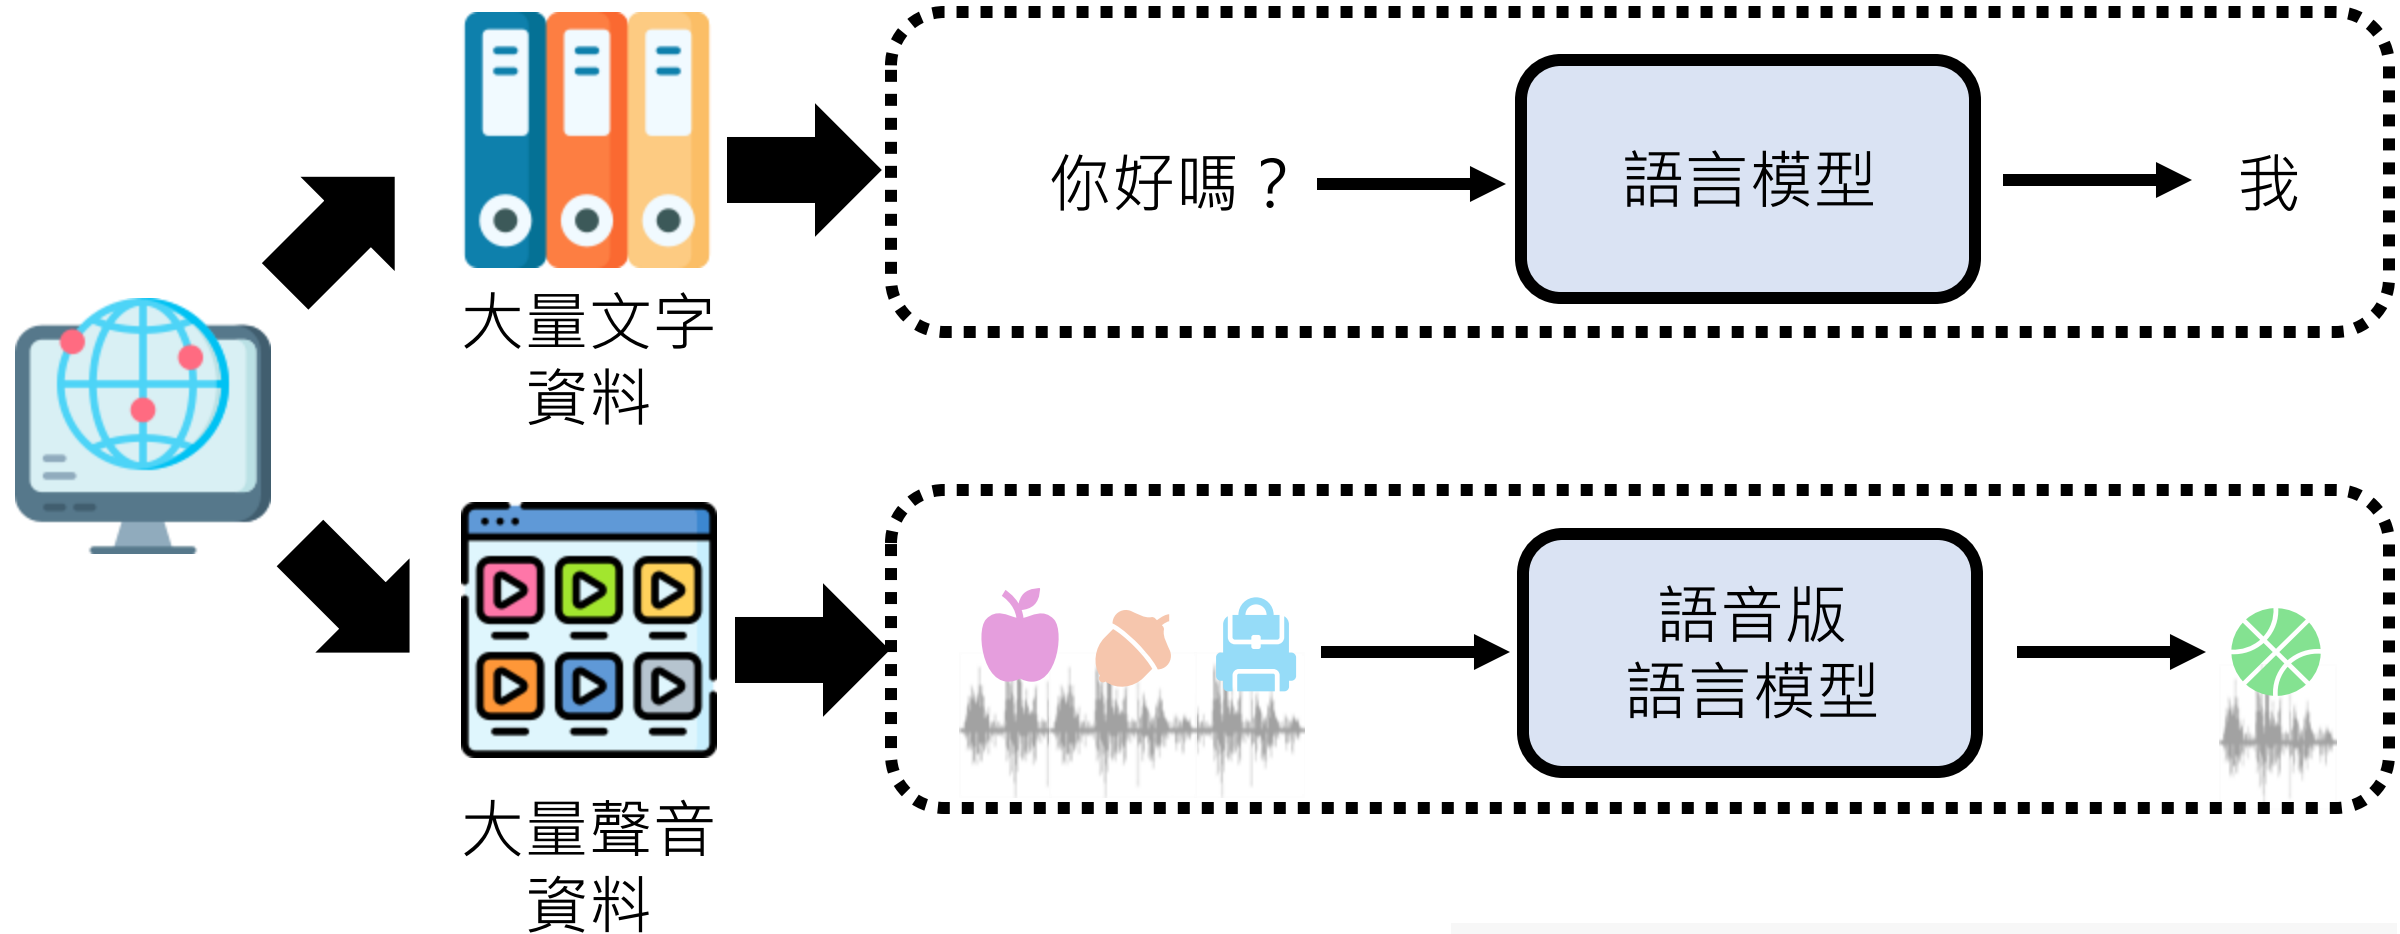 你好嗎？
語言模型
我
大量文字
資料
語音版
語言模型
大量聲音
資料